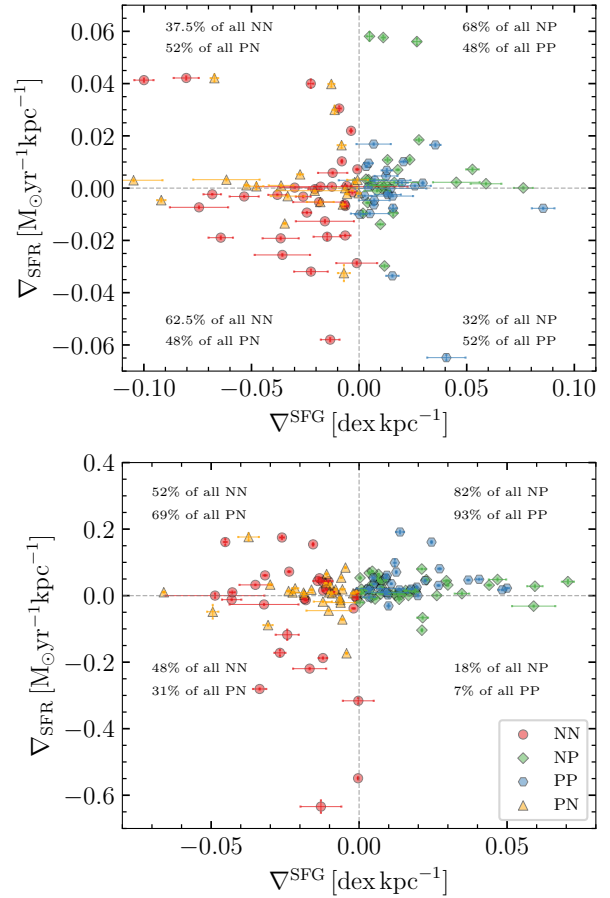 37.5% of all NN
52% of all PN
68% of all NP
48% of all PP
62.5% of all NN
48% of all PN
32% of all NP
52% of all PP
0.06
0.04
0.02
0.00
−0.02
−0.04
−0.06
∇SFR [M⊙yr−1kpc−1]
−0.10
−0.05
0.00
0.05
0.10
∇SFG [dex kpc−1]
52% of all NN
69% of all PN
82% of all NP
93% of all PP
48% of all NN
31% of all PN
18% of all NP
7% of all PP
0.4
0.2
0.0
−0.2
−0.4
−0.6
∇SFR [M⊙yr−1kpc−1]
NN
NP
PP
PN
−0.05
0.00
0.05
∇SFG [dex kpc−1]